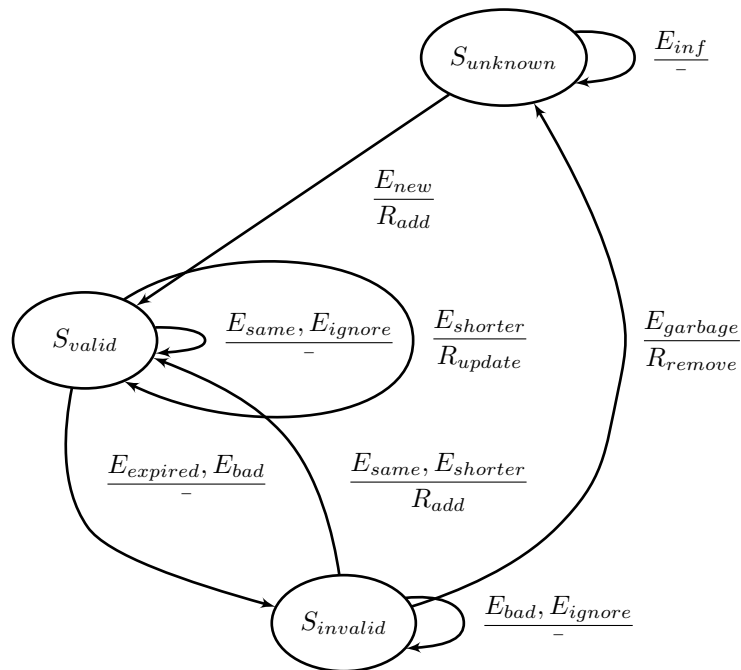 S_unknown
E_inf
–
E_new
R_add
S_valid
E_same, E_ignore
–
E_shorter
R_update
E_garbage
R_remove
E_expired, E_bad
–
E_same, E_shorter
R_add
S_invalid
E_bad, E_ignore
–